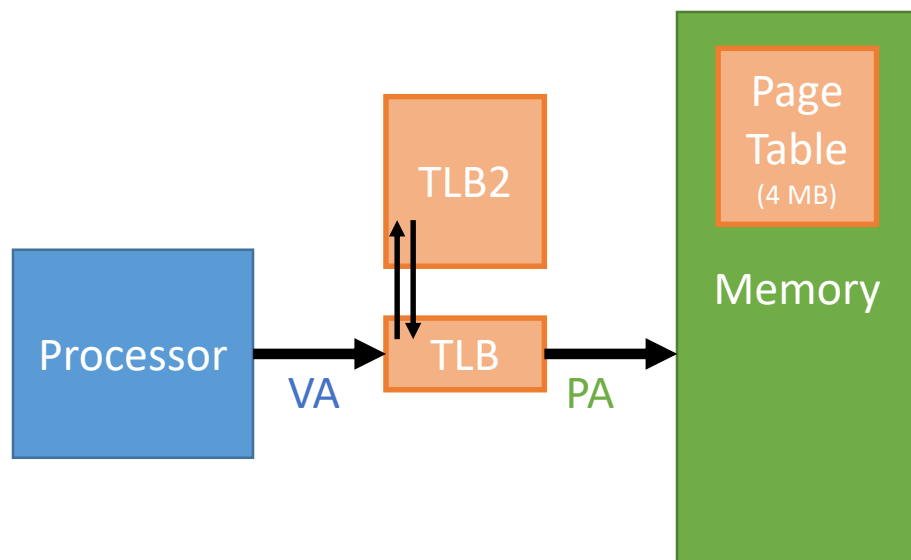 Processor
VA
TLB2
TLB
PA
Page
Table
(4 MB)
Memory